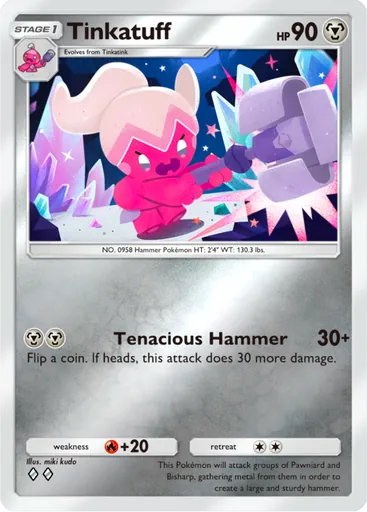 STAGE 1
Tinkatuff
HP 90
Evolves from Tinkatink
NO. 0958 Hammer Pokémon HT: 2'4" WT: 130.3 lbs.
Tenacious Hammer 30+
Flip a coin. If heads, this attack does 30 more damage.
weakness +20 retreat
Illus. miki kudo
This Pokémon will attack groups of Pawniard and
Bisharp, gathering metal from them in order to
create a large and sturdy hammer.